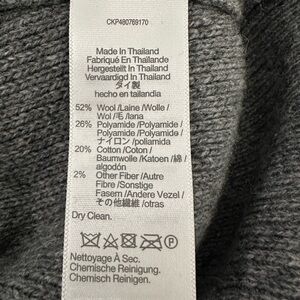 CKP480769170
Made In Thailand
Fabriqué En Thaïlande
Hergestellt In Thailand
Vervaardigd In Thailand
タイ製
hecho en tailandia
52% Wool /Laine /Wolle /
Wol /毛 /lana
26% Polyamide /Polyamide /
Polyamid /Polyamide /
ナイロン /poliamida
20% Cotton /Coton /
Baumwolle /Katoen /綿 /
algodón
2% Other Fiber /Autre
Fibre /Sonstige
Fasern /Andere Vezel /
その他繊維 /otras
Dry Clean.
P
Nettoyage À Sec.
Chemische Reinigung.
Chemisch Reinigen.